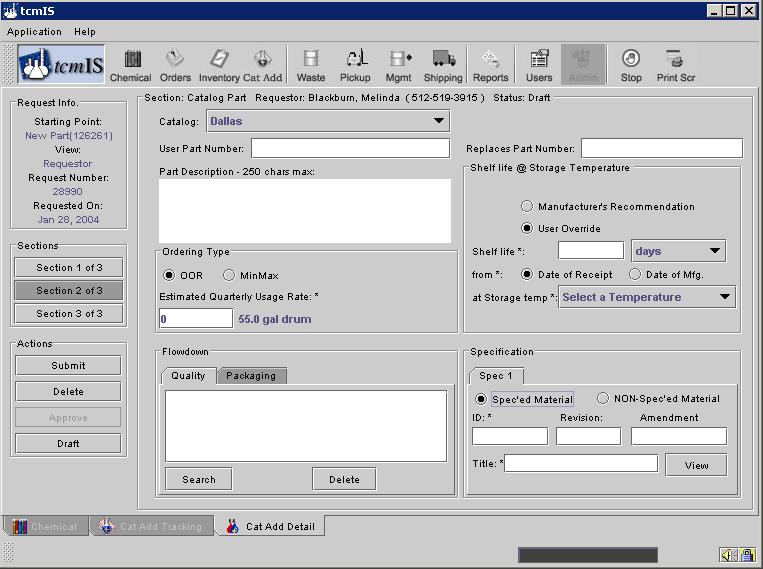 tcmIS
Application Help
tcmIS Chemical Orders Inventory Cat Add Waste Pickup Mgmt Shipping Reports Users Admin Stop Print Scr
Request Info.
Starting Point:
New Part(126261)
View:
Requestor
Request Number:
28990
Requested On:
Jan 28, 2004
Sections
Section 1 of 3
Section 2 of 3
Section 3 of 3
Actions
Submit
Delete
Approve
Draft
Section: Catalog Part Requestor: Blackburn, Melinda ( 512-519-3915 ) Status: Draft
Catalog: Dallas
User Part Number:
Replaces Part Number:
Part Description - 250 chars max:
Shelf life @ Storage Temperature
Manufacturer's Recommendation
User Override
Shelf life *: days
from *: Date of Receipt Date of Mfg.
at Storage temp *: Select a Temperature
Ordering Type
OOR MinMax
Estimated Quarterly Usage Rate: *
0 55.0 gal drum
Flowdown
Quality Packaging
Search Delete
Specification
Spec 1
Spec'ed Material NON-Spec'ed Material
ID: * Revision: Amendment
Title: * View
Chemical Cat Add Tracking Cat Add Detail